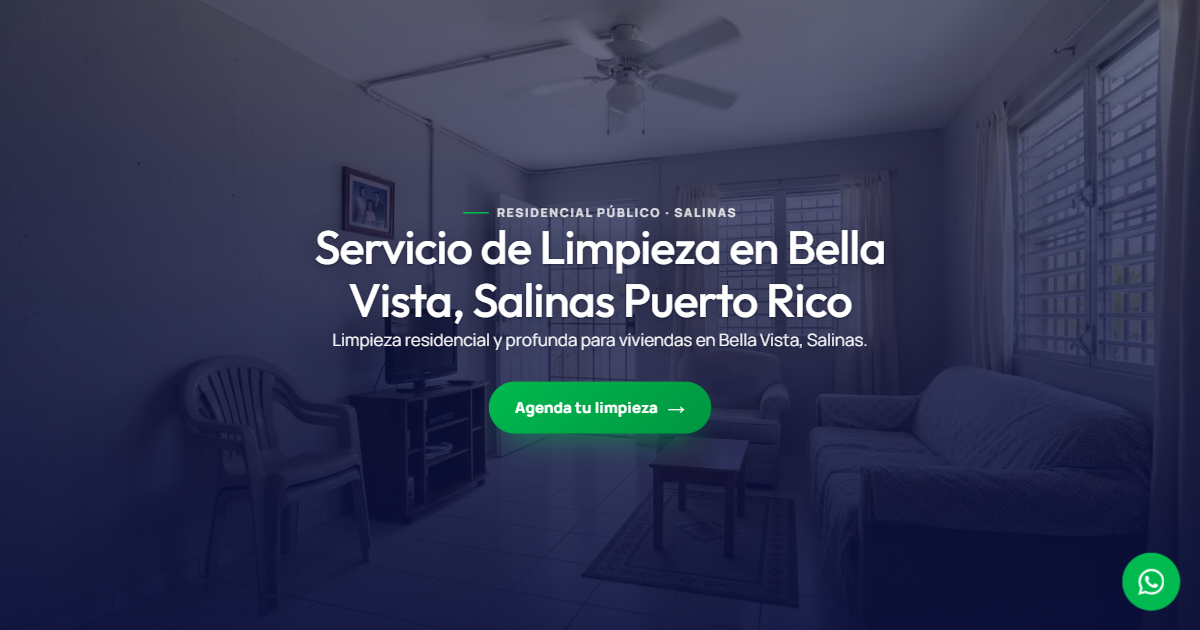 RESIDENCIAL PÚBLICO · SALINAS
Servicio de Limpieza en Bella
Vista, Salinas Puerto Rico
Limpieza residencial y profunda para viviendas en Bella Vista, Salinas.
Agenda tu limpieza →